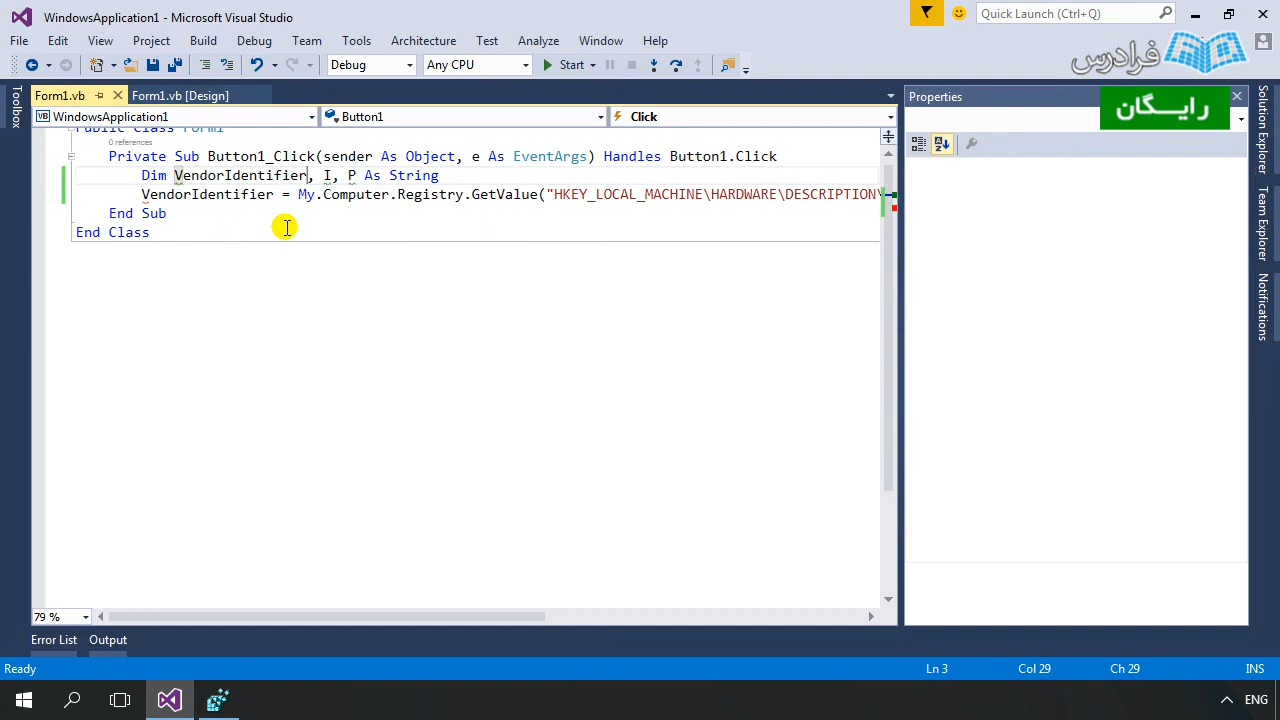 WindowsApplication1 - Microsoft Visual Studio
Quick Launch (Ctrl+Q)
File Edit View Project Build Debug Team Tools Architecture Test Analyze Window Help
Debug Any CPU Start
فرادرس
Form1.vb Form1.vb [Design]
Properties
رایگان
WindowsApplication1 Button1 Click
Public Class Form1
0 references
Private Sub Button1_Click(sender As Object, e As EventArgs) Handles Button1.Click
Dim VendorIdentifier, I, P As String
VendoeIdentifier = My.Computer.Registry.GetValue("HKEY_LOCAL_MACHINE\HARDWARE\DESCRIPTION\
End Sub
End Class
Toolbox
Solution Explorer
Team Explorer
Notifications
79 %
Error List Output
Ready Ln 3 Col 29 Ch 29 INS
ENG